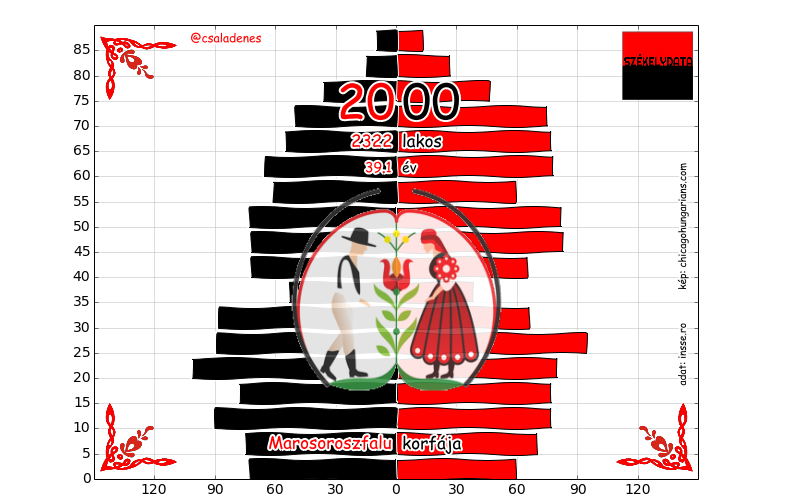 @csaladenes
SZÉKELYDATA
2000
2322 lakos
39.1 év
kép: chicagohungarians.com
adat: insse.ro
Marosoroszfalu korfája
85
80
75
70
65
60
55
50
45
40
35
30
25
20
15
10
5
0
120 90 60 30 0 30 60 90 120